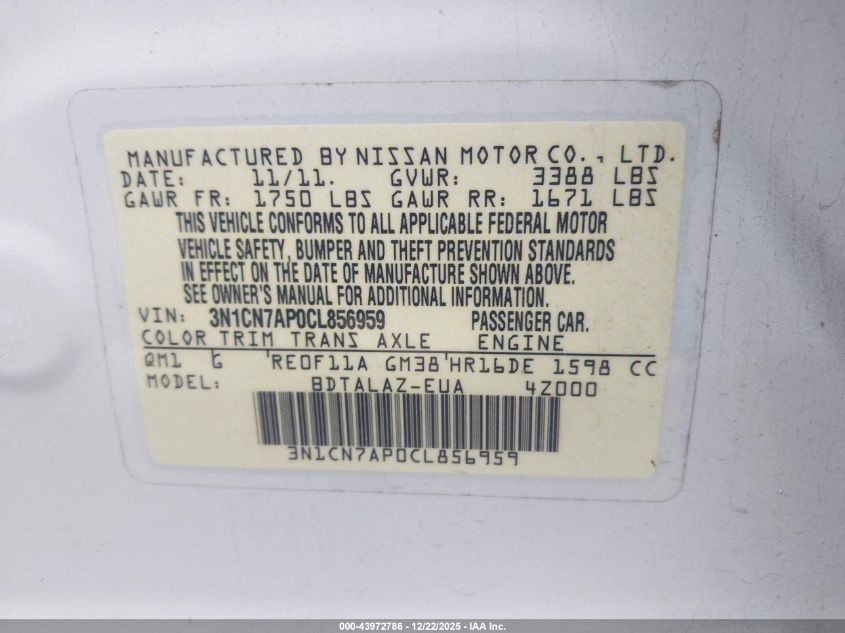 MANUFACTURED BY NISSAN MOTOR CO., LTD.
DATE: 11/11. GVWR: 3388 LBS
GAWR FR: 1750 LBS GAWR RR: 1671 LBS
THIS VEHICLE CONFORMS TO ALL APPLICABLE FEDERAL MOTOR
VEHICLE SAFETY, BUMPER AND THEFT PREVENTION STANDARDS
IN EFFECT ON THE DATE OF MANUFACTURE SHOWN ABOVE.
SEE OWNER'S MANUAL FOR ADDITIONAL INFORMATION.
VIN: 3N1CN7AP0CL856959 PASSENGER CAR.
COLOR TRIM TRANS AXLE ENGINE
QM1 G 'RE0F11A GM38'HR16DE 1598 CC
MODEL: BDTALAZ-EUA 4Z000
3N1CN7AP0CL856959
000-43972786 - 12/22/2025 - IAA Inc.